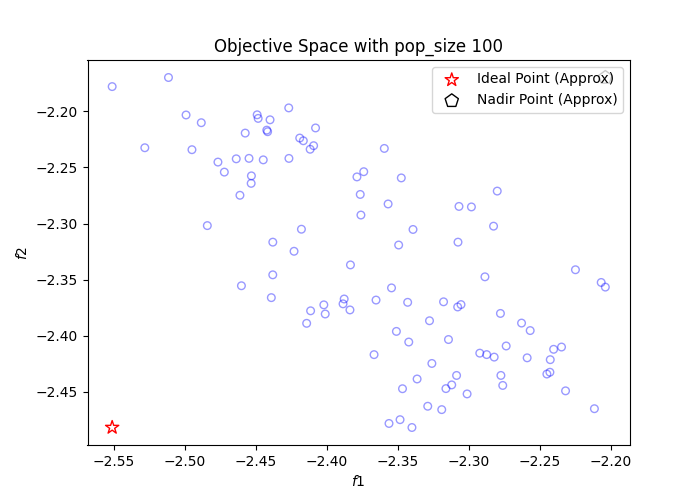 Objective Space with pop_size 100
Ideal Point (Approx)
Nadir Point (Approx)
f2
−2.20
−2.25
−2.30
−2.35
−2.40
−2.45
−2.55
−2.50
−2.45
−2.40
−2.35
−2.30
−2.25
−2.20
f1